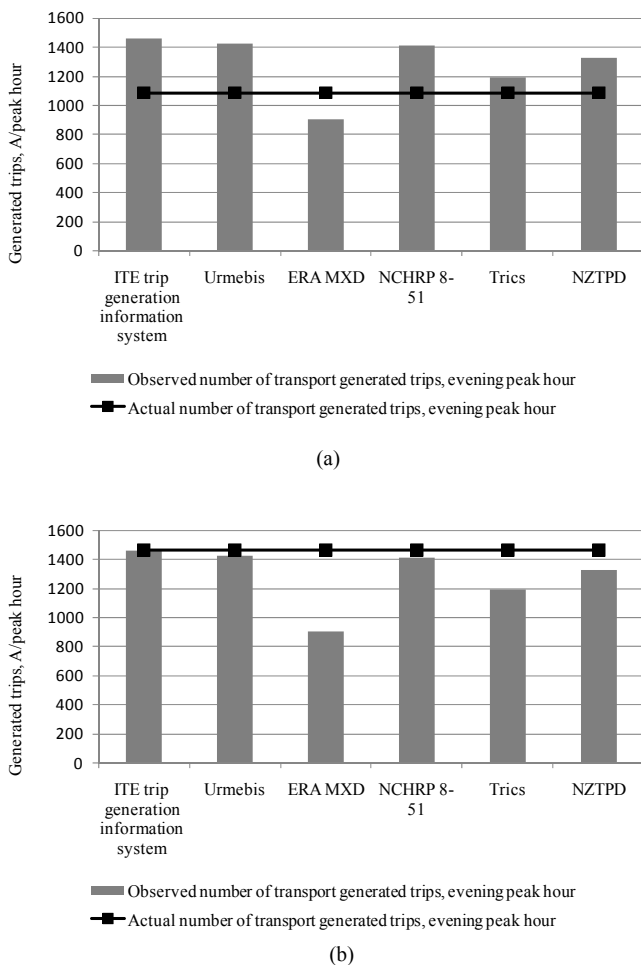 Generated trips, A/peak hour
1600
1400
1200
1000
800
600
400
200
0
ITE trip
generation
information
system
Urmebis
ERA MXD
NCHRP 8-
51
Trics
NZTPD
Observed number of transport generated trips, evening peak hour
Actual number of transport generated trips, evening peak hour
(a)
Generated trips, A/peak hour
1600
1400
1200
1000
800
600
400
200
0
ITE trip
generation
information
system
Urmebis
ERA MXD
NCHRP 8-
51
Trics
NZTPD
Observed number of transport generated trips, evening peak hour
Actual number of transport generated trips, evening peak hour
(b)